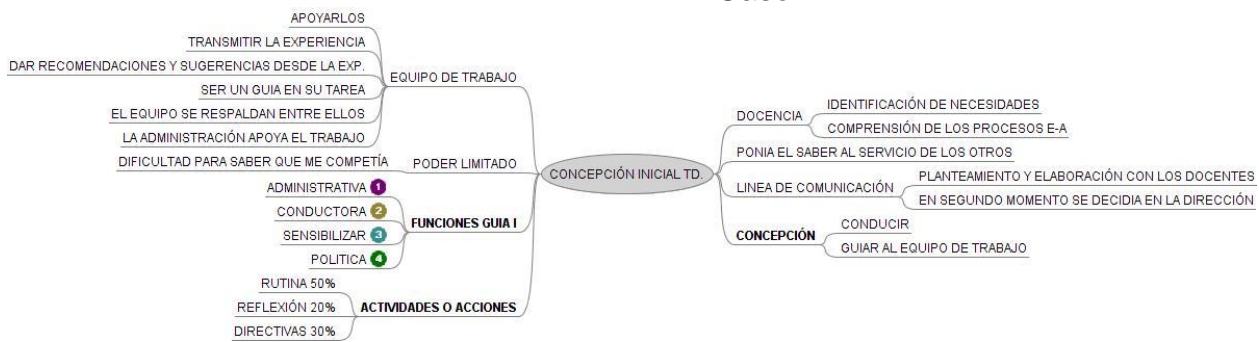 APOYARLOS
TRANSMITIR LA EXPERIENCIA
DAR RECOMENDACIONES Y SUGERENCIAS DESDE LA EXP.
SER UN GUIA EN SU TAREA
EL EQUIPO SE RESPALDAN ENTRE ELLOS
LA ADMINISTRACIÓN APOYA EL TRABAJO
EQUIPO DE TRABAJO
DIFICULTAD PARA SABER QUE ME COMPETÍA
PODER LIMITADO
ADMINISTRATIVA 1
CONDUCTORA 2
SENSIBILIZAR 3
POLITICA 4
FUNCIONES GUIA I
RUTINA 50%
REFLEXIÓN 20%
DIRECTIVAS 30%
ACTIVIDADES O ACCIONES
CONCEPCIÓN INICIAL TD.
DOCENCIA
IDENTIFICACIÓN DE NECESIDADES
COMPRENSIÓN DE LOS PROCESOS E-A
PONIA EL SABER AL SERVICIO DE LOS OTROS
LINEA DE COMUNICACIÓN
PLANTEAMIENTO Y ELABORACIÓN CON LOS DOCENTES
EN SEGUNDO MOMENTO SE DECIDIA EN LA DIRECCIÓN
CONCEPCIÓN
CONDUCIR
GUIAR AL EQUIPO DE TRABAJO